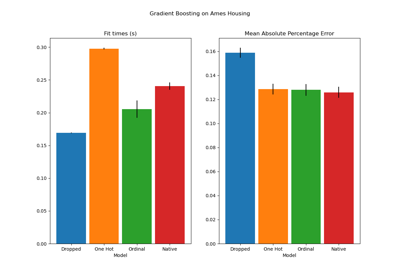 Gradient Boosting on Ames Housing
Fit times (s)
0.30
0.25
0.20
0.15
0.10
0.05
0.00
Dropped One Hot Ordinal Native
Model
Mean Absolute Percentage Error
0.16
0.14
0.12
0.10
0.08
0.06
0.04
0.02
0.00
Dropped One Hot Ordinal Native
Model